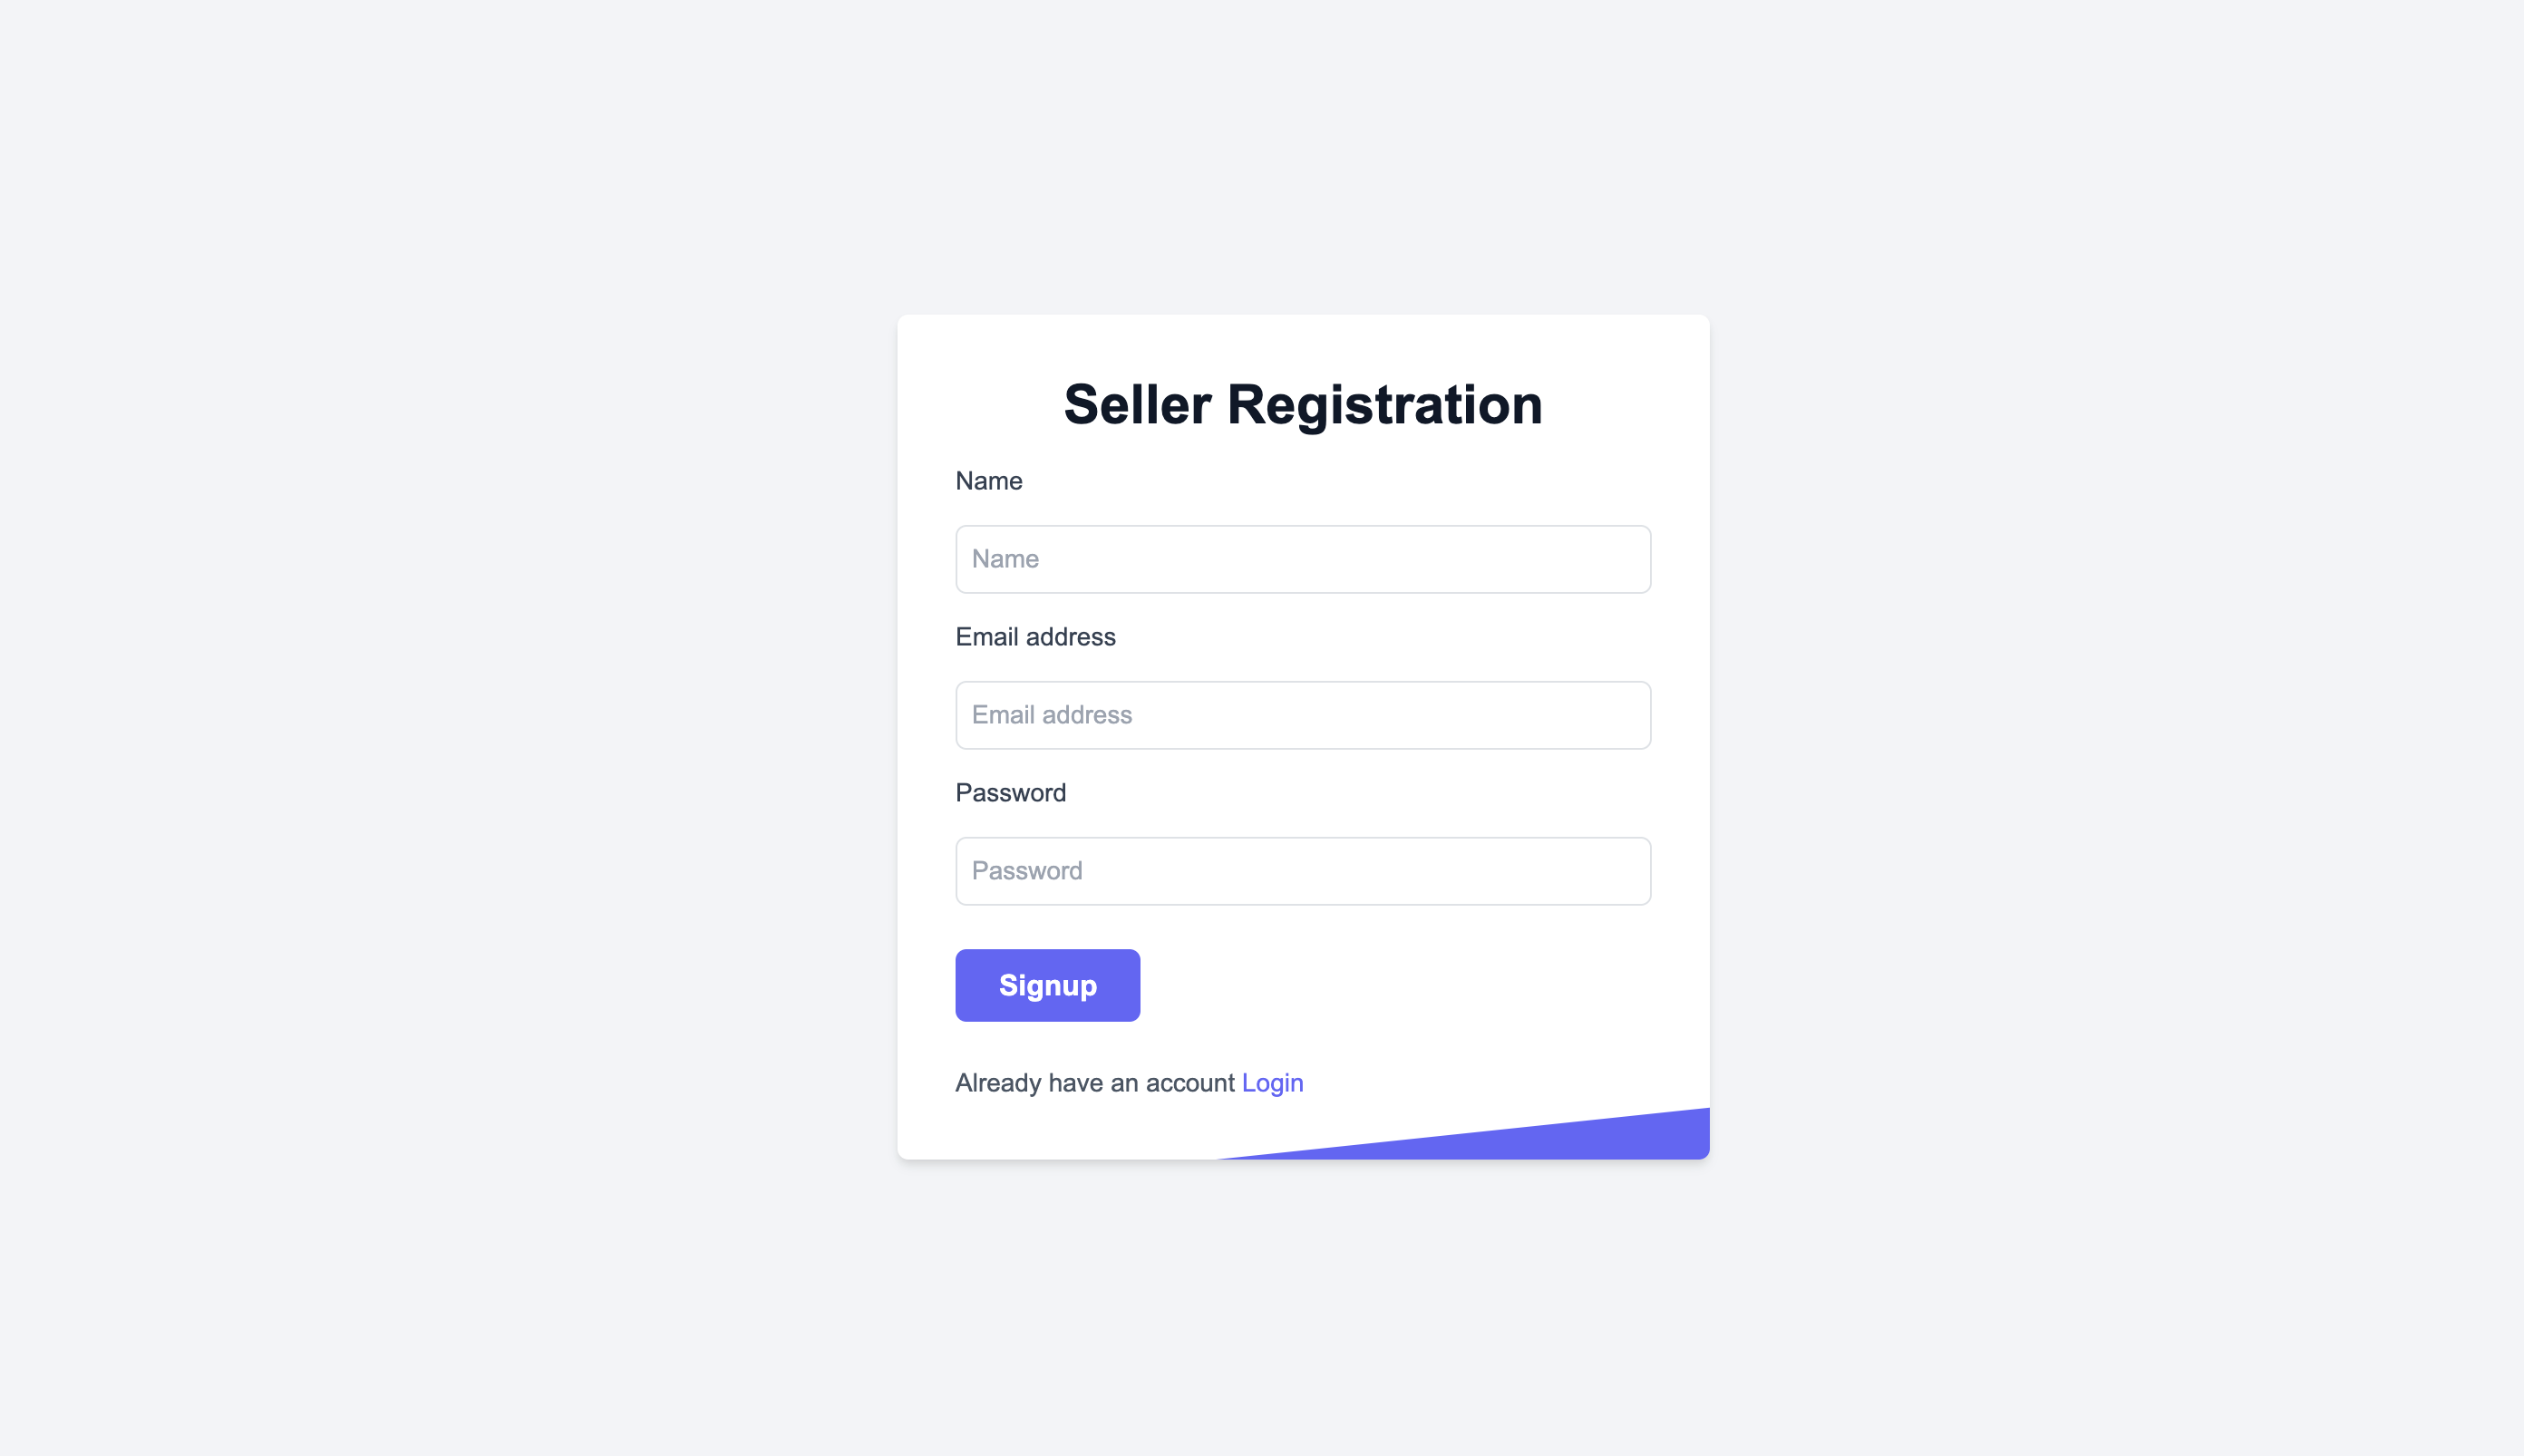 Seller Registration
Name
Name
Email address
Email address
Password
Password
Signup
Already have an account Login